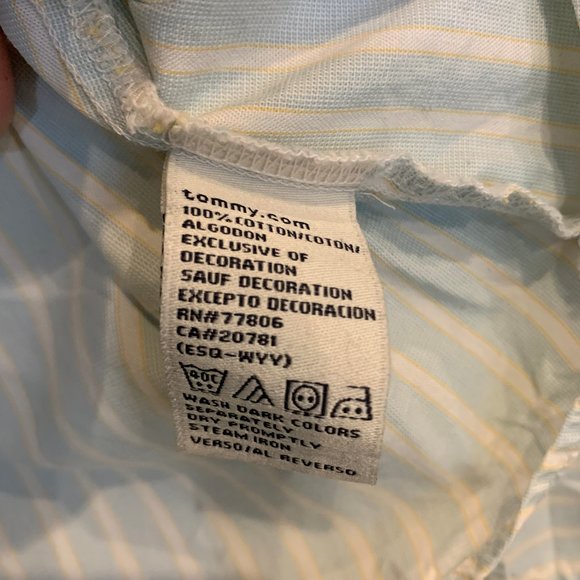 tommy.com
100% COTTON/COTON/
ALGODON
EXCLUSIVE OF
DECORATION
SAUF DECORATION
EXCEPTO DECORACION
RN#77806
CA#20781
(ESQ-WYY)
40C
WASH DARK COLORS
SEPARATELY
DRY PROMPTLY
STEAM IRON
VERSO/AL REVERSO